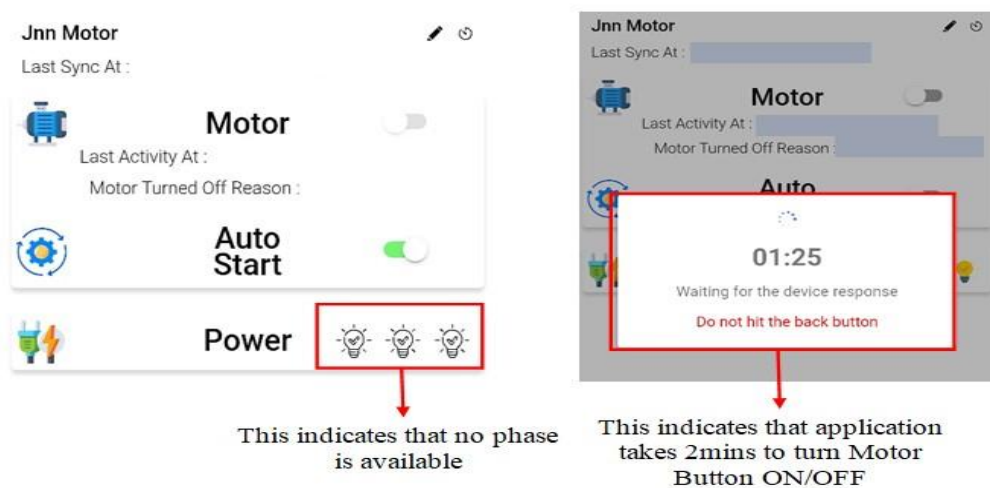 Jnn Motor
Last Sync At :
Motor
Last Activity At :
Motor Turned Off Reason :
Auto
Start
Power
This indicates that no phase
is available
Jnn Motor
Last Sync At :
Motor
Last Activity At :
Motor Turned Off Reason :
Auto
01:25
Waiting for the device response
Do not hit the back button
This indicates that application
takes 2mins to turn Motor
Button ON/OFF